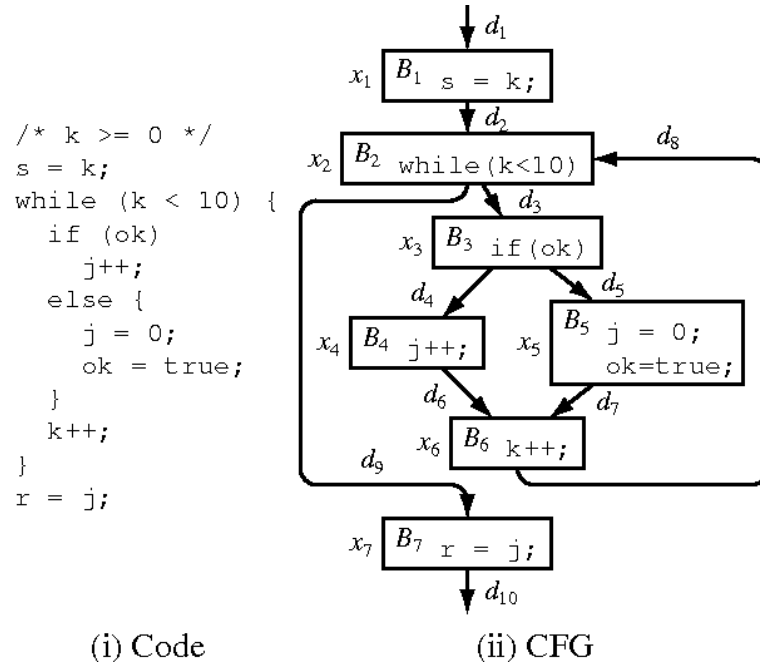 /* k >= 0 */
s = k;
while (k < 10) {
if (ok)
j++;
else {
j = 0;
ok = true;
}
k++;
}
r = j;
(i) Code
d1
x1 B1 s = k;
d2
x2 B2 while(k<10)
d8
d3
x3 B3 if(ok)
d4 d5
x4 B4 j++;
x5 B5 j = 0;
ok=true;
d6 d7
x6 B6 k++;
d9
x7 B7 r = j;
d10
(ii) CFG